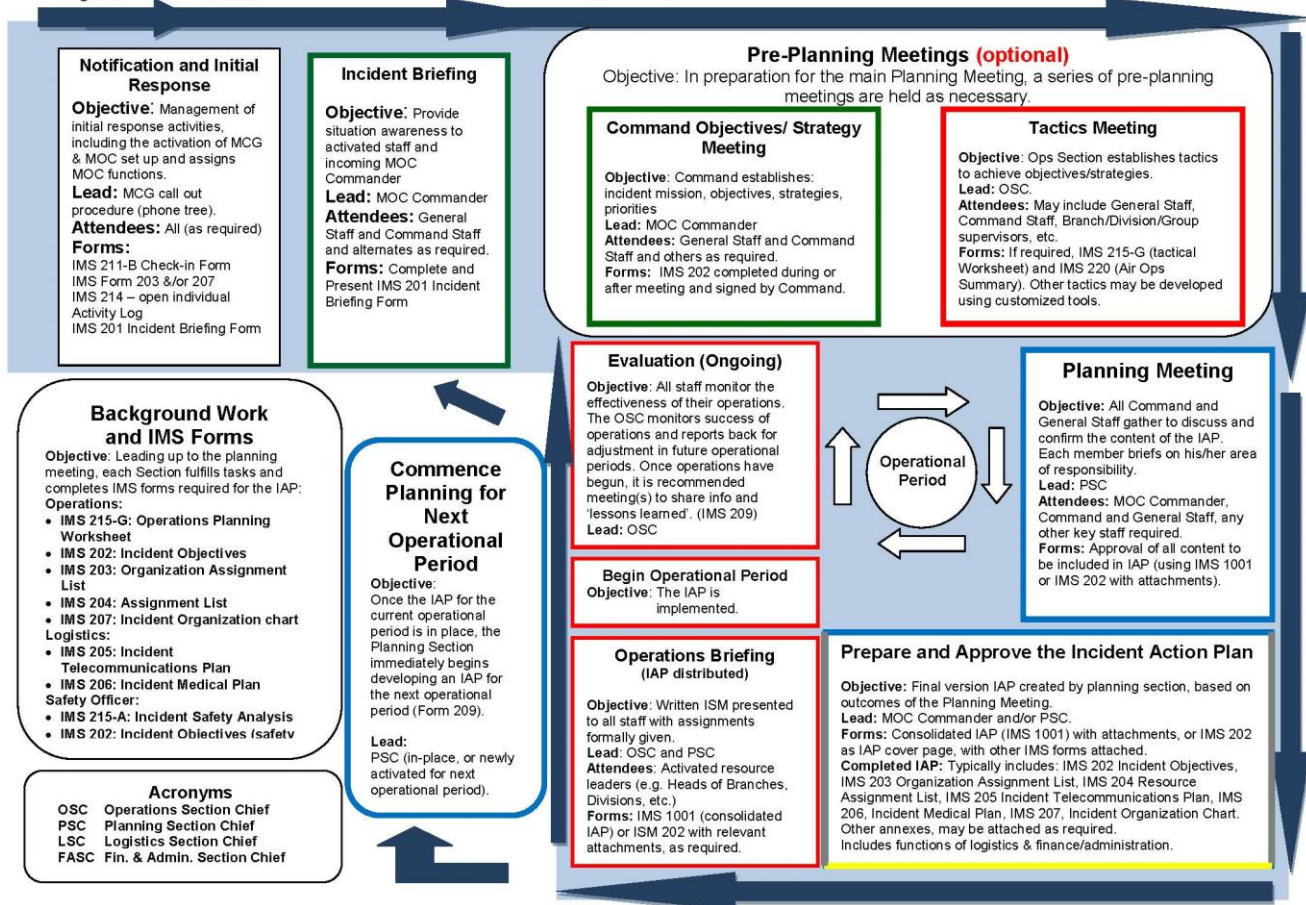 Notification and Initial
Response
Objective: Management of
initial response activities,
including the activation of MCG
& MOC set up and assigns
MOC functions.
Lead: MCG call out
procedure (phone tree).
Attendees: All (as required)
Forms:
IMS 211-B Check-in Form
IMS Form 203 &/or 207
IMS 214 – open individual
Activity Log
IMS 201 Incident Briefing Form
Incident Briefing
Objective: Provide
situation awareness to
activated staff and
incoming MOC
Commander
Lead: MOC Commander
Attendees: General
Staff and Command Staff
and alternates as required.
Forms: Complete and
Present IMS 201 Incident
Briefing Form
Pre-Planning Meetings (optional)
Objective: In preparation for the main Planning Meeting, a series of pre-planning
meetings are held as necessary.
Command Objectives/ Strategy
Meeting
Objective: Command establishes:
incident mission, objectives, strategies,
priorities
Lead: MOC Commander
Attendees: General Staff and Command
Staff and others as required.
Forms: IMS 202 completed during or
after meeting and signed by Command.
Tactics Meeting
Objective: Ops Section establishes tactics
to achieve objectives/strategies.
Lead: OSC.
Attendees: May include General Staff,
Command Staff, Branch/Division/Group
supervisors, etc.
Forms: If required, IMS 215-G (tactical
Worksheet) and IMS 220 (Air Ops
Summary). Other tactics may be developed
using customized tools.
Background Work
and IMS Forms
Objective: Leading up to the planning
meeting, each Section fulfills tasks and
completes IMS forms required for the IAP:
Operations:
• IMS 215-G: Operations Planning
Worksheet
• IMS 202: Incident Objectives
• IMS 203: Organization Assignment
List
• IMS 204: Assignment List
• IMS 207: Incident Organization chart
Logistics:
• IMS 205: Incident
Telecommunications Plan
• IMS 206: Incident Medical Plan
Safety Officer:
• IMS 215-A: Incident Safety Analysis
• IMS 202: Incident Objectives (safety
Acronyms
OSC Operations Section Chief
PSC Planning Section Chief
LSC Logistics Section Chief
FASC Fin. & Admin. Section Chief
Commence
Planning for
Next
Operational
Period
Objective:
Once the IAP for the
current operational
period is in place, the
Planning Section
immediately begins
developing an IAP for
the next operational
period (Form 209).
Lead:
PSC (in-place, or newly
activated for next
operational period).
Evaluation (Ongoing)
Objective: All staff monitor the
effectiveness of their operations.
The OSC monitors success of
operations and reports back for
adjustment in future operational
periods. Once operations have
begun, it is recommended
meeting(s) to share info and
‘lessons learned’. (IMS 209)
Lead: OSC
Begin Operational Period
Objective: The IAP is
implemented.
Operations Briefing
(IAP distributed)
Objective: Written ISM presented
to all staff with assignments
formally given.
Lead: OSC and PSC
Attendees: Activated resource
leaders (e.g. Heads of Branches,
Divisions, etc.)
Forms: IMS 1001 (consolidated
IAP) or ISM 202 with relevant
attachments, as required.
Operational
Period
Planning Meeting
Objective: All Command and
General Staff gather to discuss and
confirm the content of the IAP.
Each member briefs on his/her area
of responsibility.
Lead: PSC
Attendees: MOC Commander,
Command and General Staff, any
other key staff required.
Forms: Approval of all content to
be included in IAP (using IMS 1001
or IMS 202 with attachments).
Prepare and Approve the Incident Action Plan
Objective: Final version IAP created by planning section, based on
outcomes of the Planning Meeting.
Lead: MOC Commander and/or PSC.
Forms: Consolidated IAP (IMS 1001) with attachments, or IMS 202
as IAP cover page, with other IMS forms attached.
Completed IAP: Typically includes: IMS 202 Incident Objectives,
IMS 203 Organization Assignment List, IMS 204 Resource
Assignment List, IMS 205 Incident Telecommunications Plan, IMS
206, Incident Medical Plan, IMS 207, Incident Organization Chart.
Other annexes, may be attached as required.
Includes functions of logistics & finance/administration.